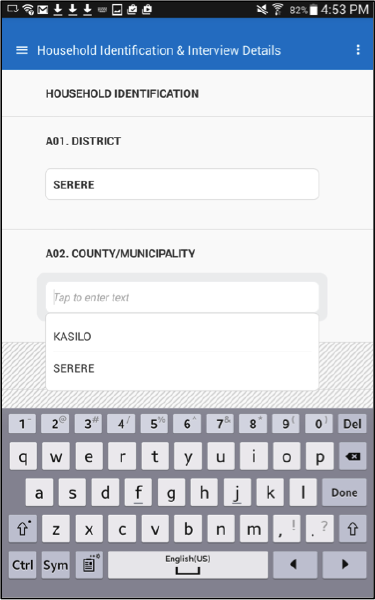 82% 4:53 PM
Household Identification & Interview Details
HOUSEHOLD IDENTIFICATION
A01. DISTRICT
SERERE
A02. COUNTY/MUNICIPALITY
Tap to enter text
KASILO
SERERE
1 ~ 2 @ 3 # 4 / 5 % 6 ^ 7 & 8 * 9 ( 0 ) Del
q w e r t y u i o p
a s d f g h j k l Done
z x c v b n m , ! . ?
Ctrl Sym English(US)